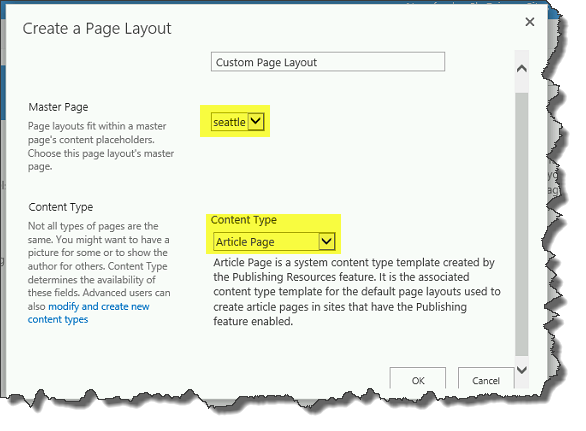 Create a Page Layout
Custom Page Layout
Master Page
Page layouts fit within a master
page's content placeholders.
Choose this page layout's master
page.
seattle
Content Type
Not all types of pages are the
same. You might want to have a
picture for some or to show the
author for others. Content Type
determines the availability of
these fields. Advanced users can
also modify and create new
content types
Content Type
Article Page
Article Page is a system content type template created by
the Publishing Resources feature. It is the associated
content type template for the default page layouts used to
create article pages in sites that have the Publishing
feature enabled.
OK
Cancel